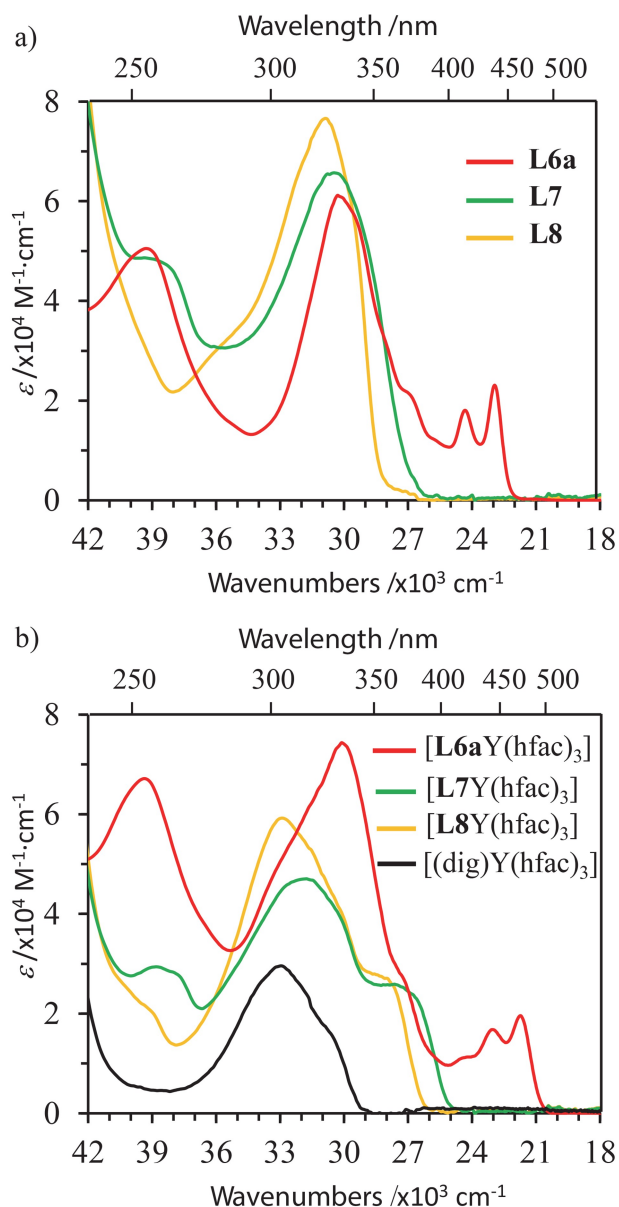 a)
Wavelength /nm
250 300 350 400 450 500
8
6
4
2
0
ε /x10⁴ M⁻¹·cm⁻¹
L6a
L7
L8
42 39 36 33 30 27 24 21 18
Wavenumbers /x10³ cm⁻¹
b)
Wavelength /nm
250 300 350 400 450 500
8
6
4
2
0
ε /x10⁴ M⁻¹·cm⁻¹
[L6aY(hfac)₃]
[L7Y(hfac)₃]
[L8Y(hfac)₃]
[(dig)Y(hfac)₃]
42 39 36 33 30 27 24 21 18
Wavenumbers /x10³ cm⁻¹